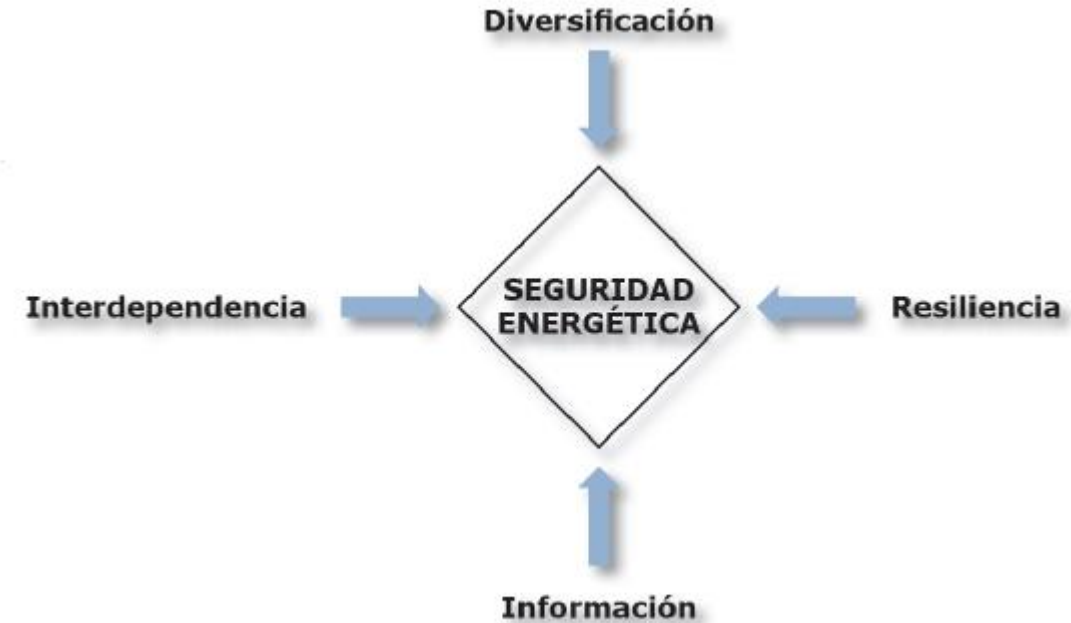 Diversificación
Interdependencia
SEGURIDAD
ENERGÉTICA
Resiliencia
Información